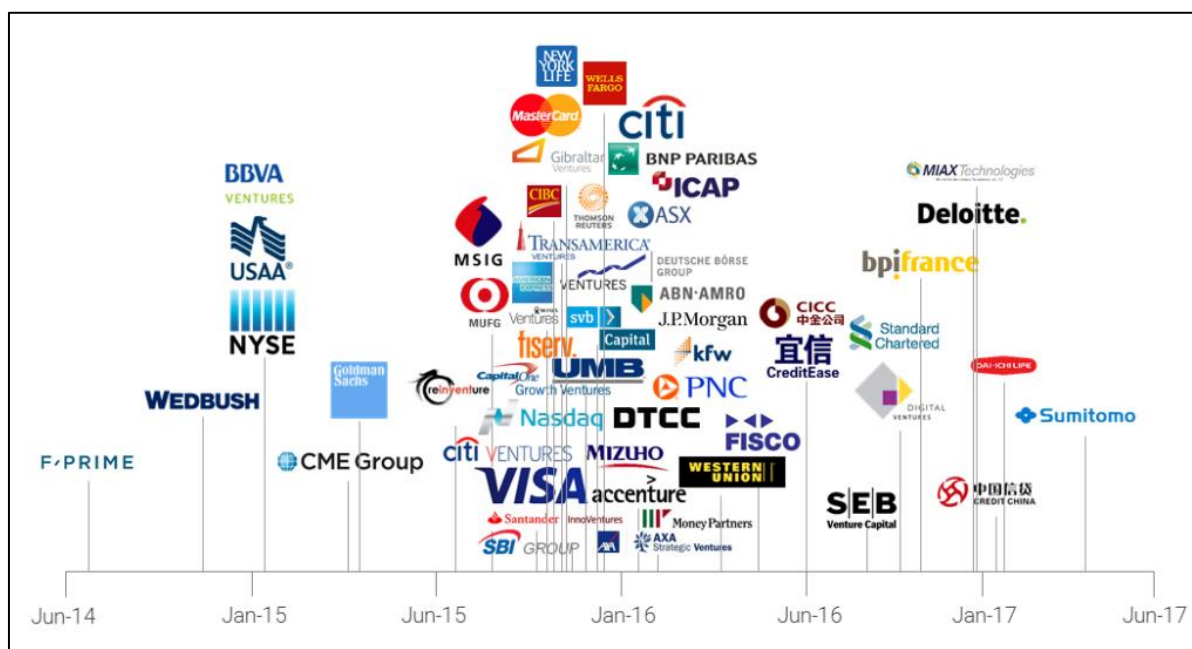 NEW
YORK
LIFE
WELLS
FARGO
MasterCard
citi
Gibraltar
Ventures
BNP PARIBAS
ICAP
CIBC
THOMSON
REUTERS
ASX
BBVA
VENTURES
USAA®
NYSE
MSIG
TRANSAMERICA®
VENTURES
VENTURES
DEUTSCHE BÖRSE
GROUP
MIAX Technologies
Deloitte.
bpifrance
MUFG
AMERICAN
EXPRESS
Ventures
svb
ABN·AMRO
J.P.Morgan
CICC
中金公司
Standard
Chartered
fiserv.
Capital
UMB
kfw
宜信
CreditEase
DAI-ICHI LIFE
Goldman
Sachs
reinventure
Capital One
Growth Ventures
PNC
DIGITAL
VENTURES
WEDBUSH
Nasdaq
DTCC
FISCO
Sumitomo
F-PRIME
CME Group
citi VENTURES
MIZUHO
WESTERN
UNION
VISA
accenture
SEB
Venture Capital
中国信贷
CREDIT CHINA
Santander InnoVentures
MoneyPartners
SBI GROUP
AXA
AXA
Strategic Ventures
Jun-14
Jan-15
Jun-15
Jan-16
Jun-16
Jan-17
Jun-17